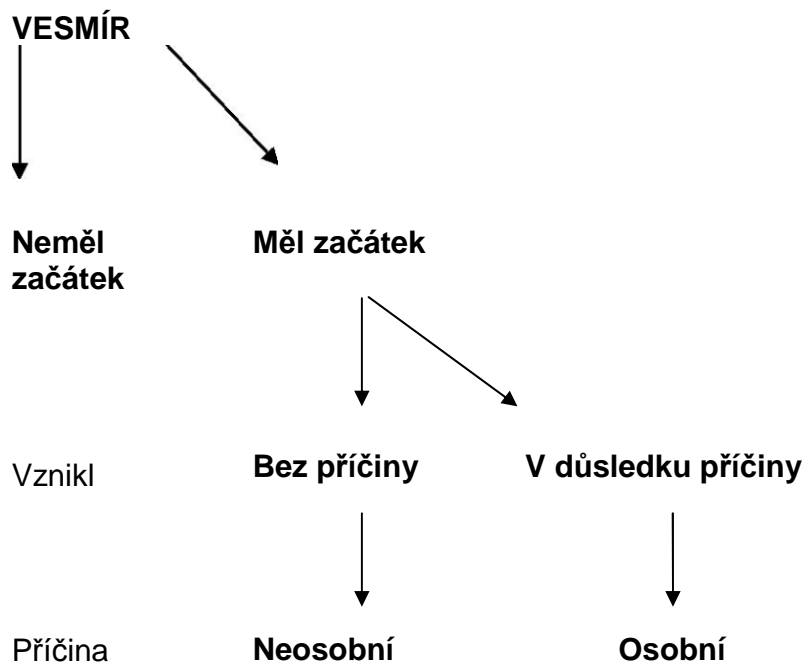 VESMÍR
Neměl
začátek
Měl začátek
Vznikl
Bez příčiny
V důsledku příčiny
Příčina
Neosobní
Osobní